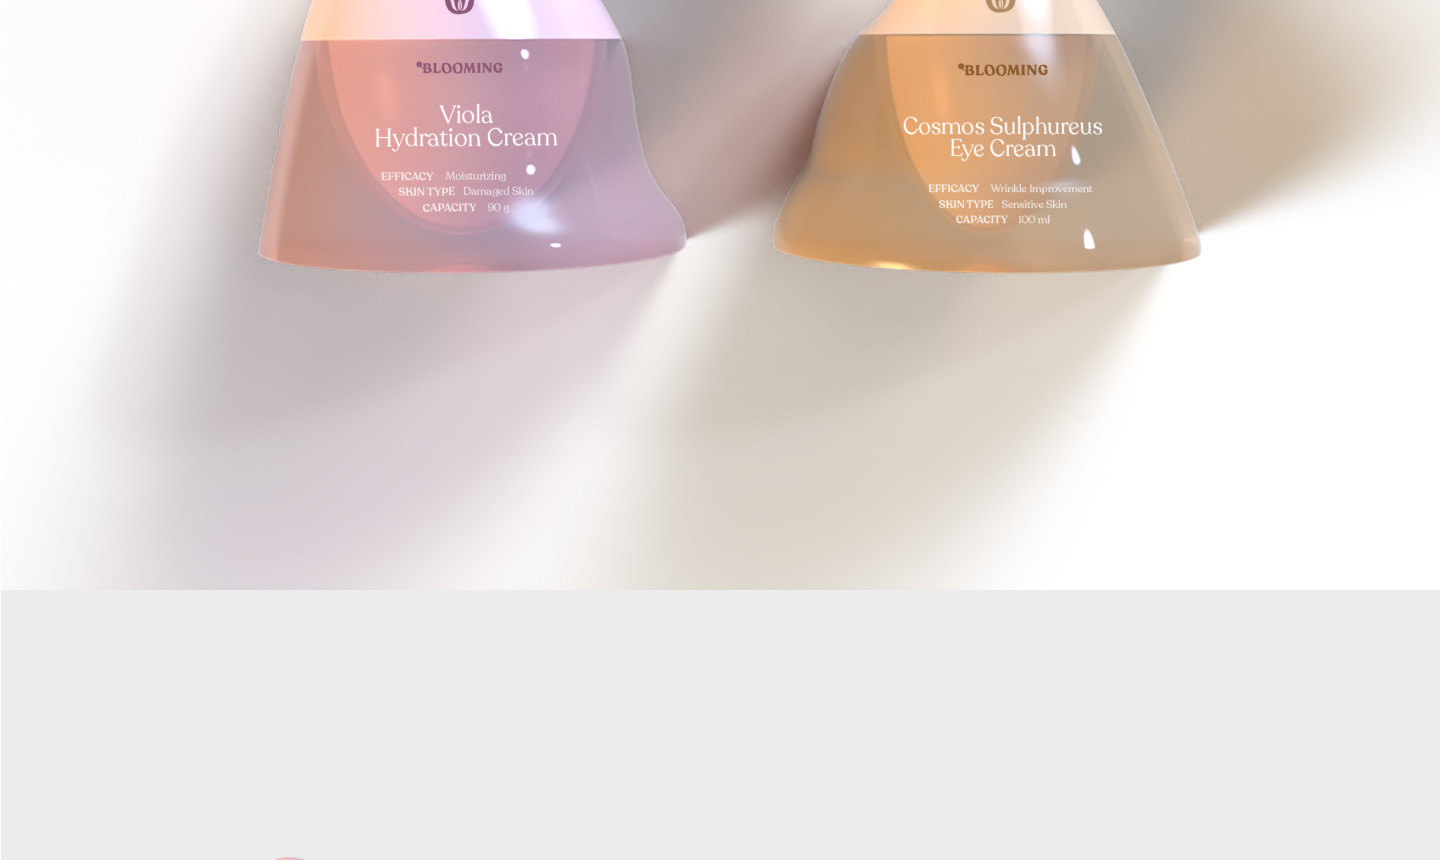 BLOOMING
Viola
Hydration Cream
EFFICACY Moisturizing
SKIN TYPE Damaged Skin
CAPACITY 90 g
BLOOMING
Cosmos Sulphureus
Eye Cream
EFFICACY Wrinkle Improvement
SKIN TYPE Sensitive Skin
CAPACITY 100 ml